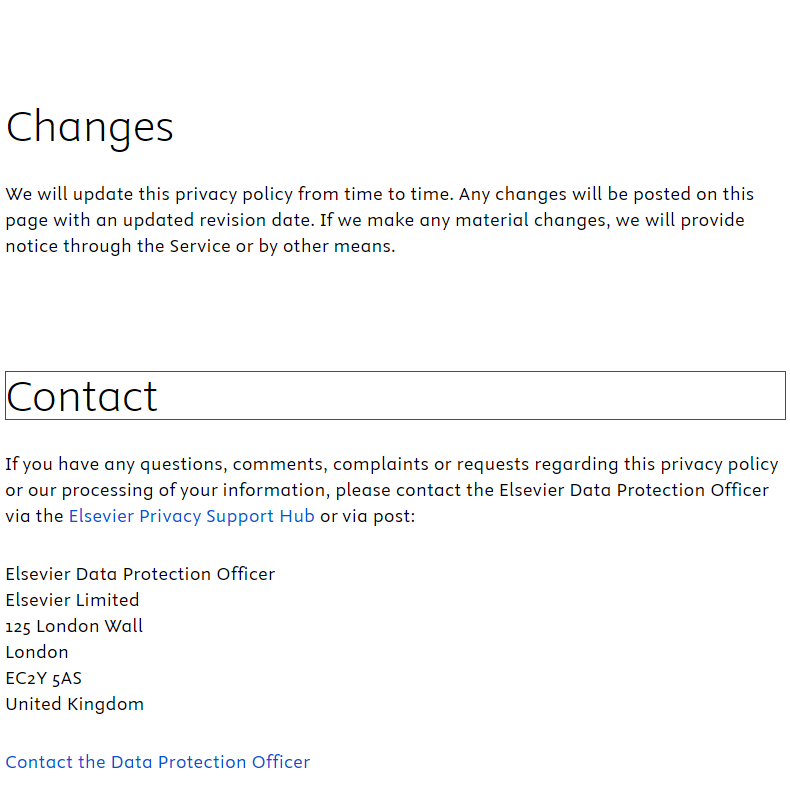 Changes
We will update this privacy policy from time to time. Any changes will be posted on this
page with an updated revision date. If we make any material changes, we will provide
notice through the Service or by other means.
Contact
If you have any questions, comments, complaints or requests regarding this privacy policy
or our processing of your information, please contact the Elsevier Data Protection Officer
via the Elsevier Privacy Support Hub or via post:
Elsevier Data Protection Officer
Elsevier Limited
125 London Wall
London
EC2Y 5AS
United Kingdom
Contact the Data Protection Officer